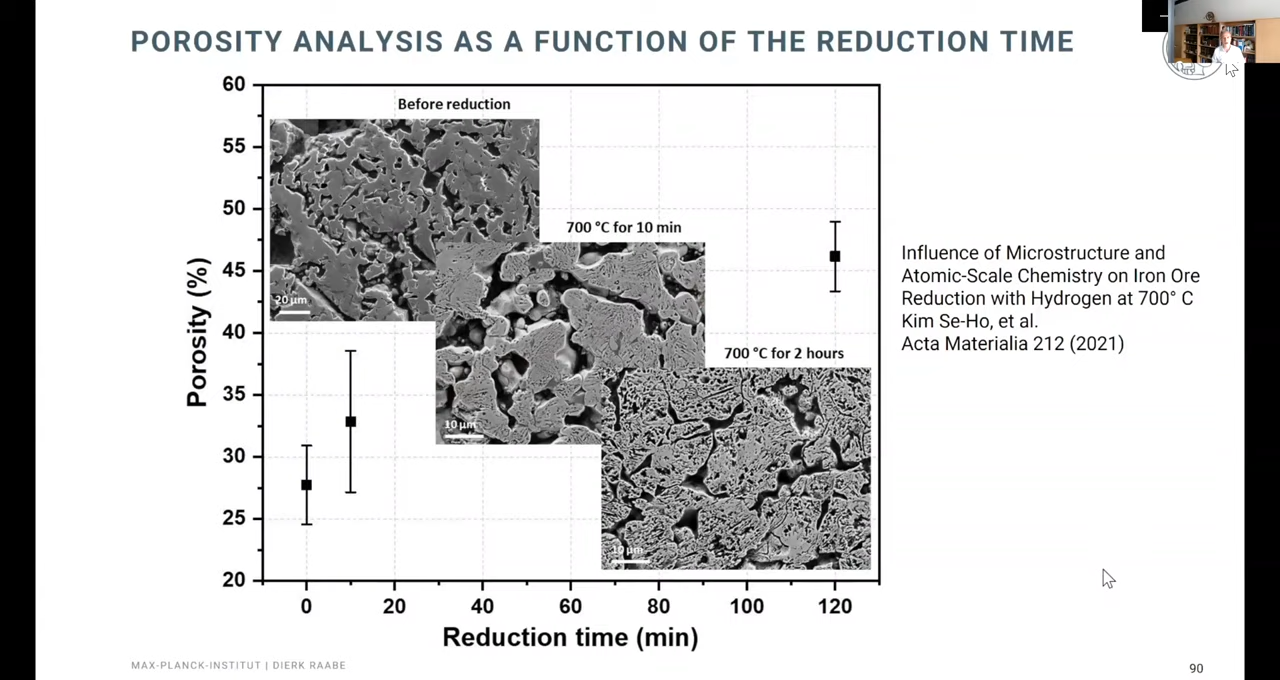 POROSITY ANALYSIS AS A FUNCTION OF THE REDUCTION TIME
60
55
50
45
40
35
30
25
20
Porosity (%)
Before reduction
20 μm
700 °C for 10 min
10 μm
700 °C for 2 hours
10 μm
0 20 40 60 80 100 120
Reduction time (min)
Influence of Microstructure and
Atomic-Scale Chemistry on Iron Ore
Reduction with Hydrogen at 700° C
Kim Se-Ho, et al.
Acta Materialia 212 (2021)
MAX-PLANCK-INSTITUT | DIERK RAABE
90